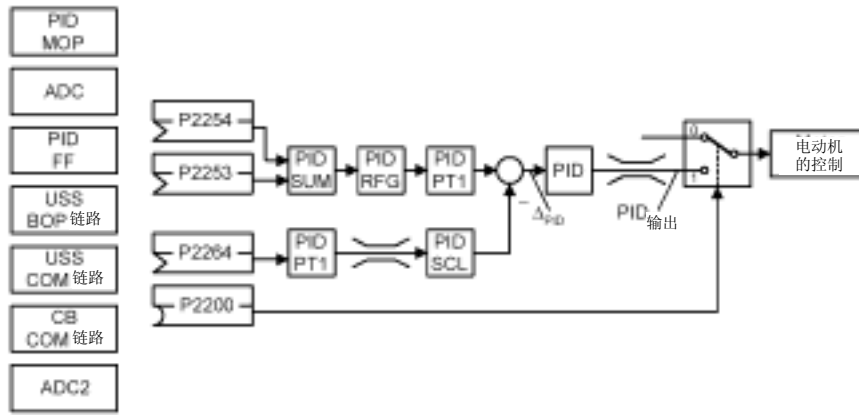 PID
MOP
ADC
PID
FF
USS
BOP 链路
USS
COM 链路
CB
COM 链路
ADC2
P2254
P2253
P2264
P2200
PID
SUM
PID
RFG
PID
PT1
PID
PT1
PID
SCL
−
Δ PID
PID
PID 输出
0
1
电动机
的控制